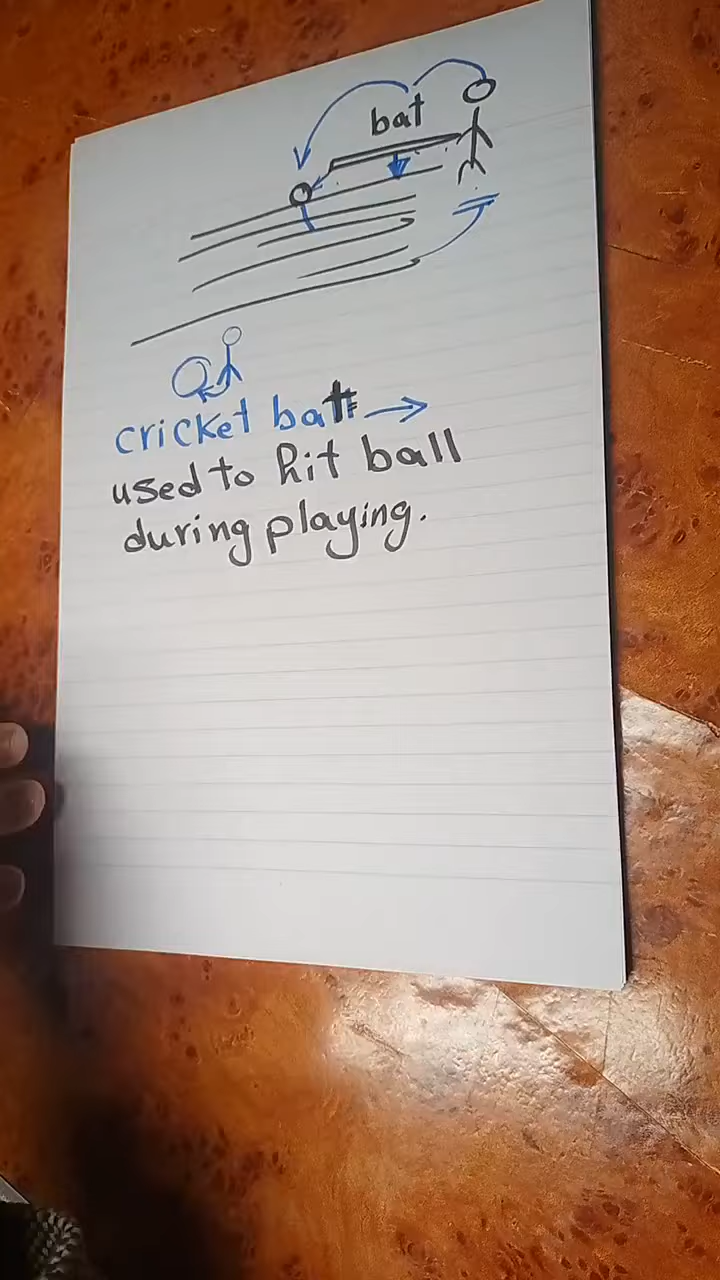 bat
cricket bat →
used to hit ball
during playing.